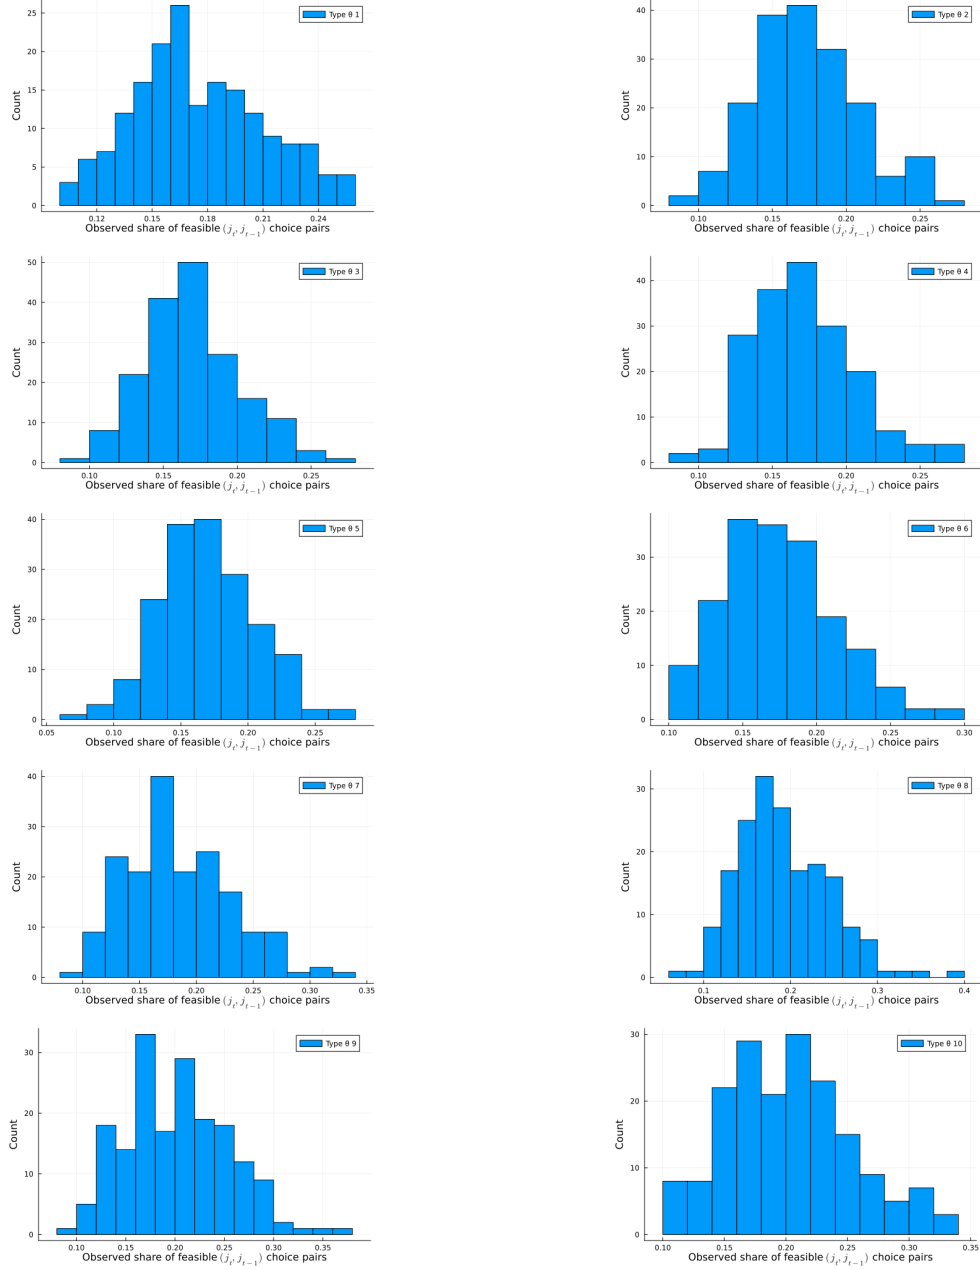 Count
25
20
15
10
5
0
Type θ 1
0.12 0.15 0.18 0.21 0.24
Observed share of feasible (j_t, j_{t−1}) choice pairs
Count
40
30
20
10
0
Type θ 2
0.10 0.15 0.20 0.25
Observed share of feasible (j_t, j_{t−1}) choice pairs
Count
50
40
30
20
10
0
Type θ 3
0.10 0.15 0.20 0.25
Observed share of feasible (j_t, j_{t−1}) choice pairs
Count
40
30
20
10
0
Type θ 4
0.10 0.15 0.20 0.25
Observed share of feasible (j_t, j_{t−1}) choice pairs
Count
40
30
20
10
0
Type θ 5
0.05 0.10 0.15 0.20 0.25
Observed share of feasible (j_t, j_{t−1}) choice pairs
Count
30
20
10
0
Type θ 6
0.10 0.15 0.20 0.25 0.30
Observed share of feasible (j_t, j_{t−1}) choice pairs
Count
40
30
20
10
0
Type θ 7
0.10 0.15 0.20 0.25 0.30 0.35
Observed share of feasible (j_t, j_{t−1}) choice pairs
Count
30
20
10
0
Type θ 8
0.1 0.2 0.3 0.4
Observed share of feasible (j_t, j_{t−1}) choice pairs
Count
30
20
10
0
Type θ 9
0.10 0.15 0.20 0.25 0.30 0.35
Observed share of feasible (j_t, j_{t−1}) choice pairs
Count
30
20
10
0
Type θ 10
0.10 0.15 0.20 0.25 0.30 0.35
Observed share of feasible (j_t, j_{t−1}) choice pairs